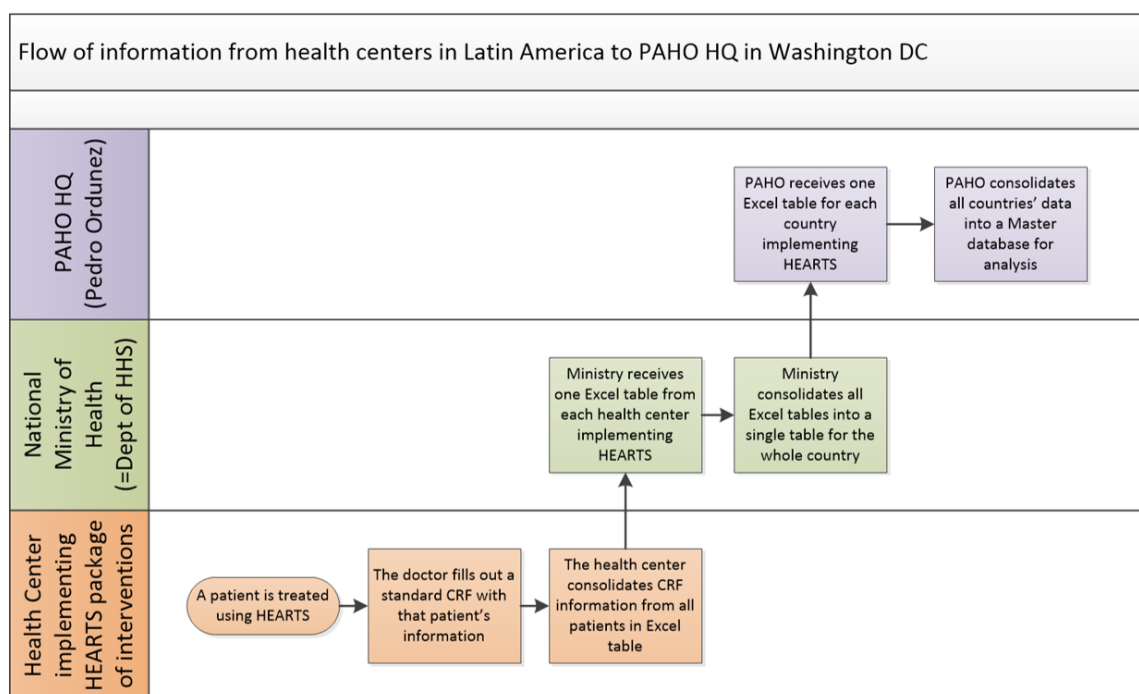 Flow of information from health centers in Latin America to PAHO HQ in Washington DC
PAHO HQ
(Pedro Ordunez)
PAHO receives one
Excel table for each
country
implementing
HEARTS
PAHO consolidates
all countries’ data
into a Master
database for
analysis
National
Ministry of
Health
(=Dept of HHS)
Ministry receives
one Excel table from
each health center
implementing
HEARTS
Ministry
consolidates all
Excel tables into a
single table for the
whole country
Health Center
implementing
HEARTS package
of interventions
A patient is treated
using HEARTS
The doctor fills out a
standard CRF with
that patient’s
information
The health center
consolidates CRF
information from all
patients in Excel
table